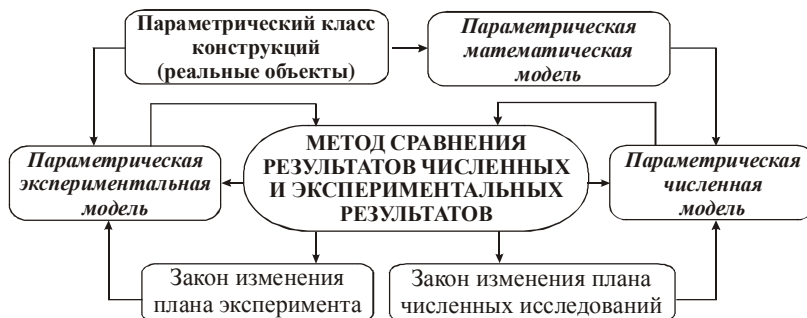 Параметрический класс
конструкций
(реальные объекты)
Параметрическая
математическая
модель
Параметрическая
экспериментальная
модель
МЕТОД СРАВНЕНИЯ
РЕЗУЛЬТАТОВ ЧИСЛЕННЫХ
И ЭКСПЕРИМЕНТАЛЬНЫХ
РЕЗУЛЬТАТОВ
Параметрическая
численная
модель
Закон изменения
плана эксперимента
Закон изменения плана
численных исследований